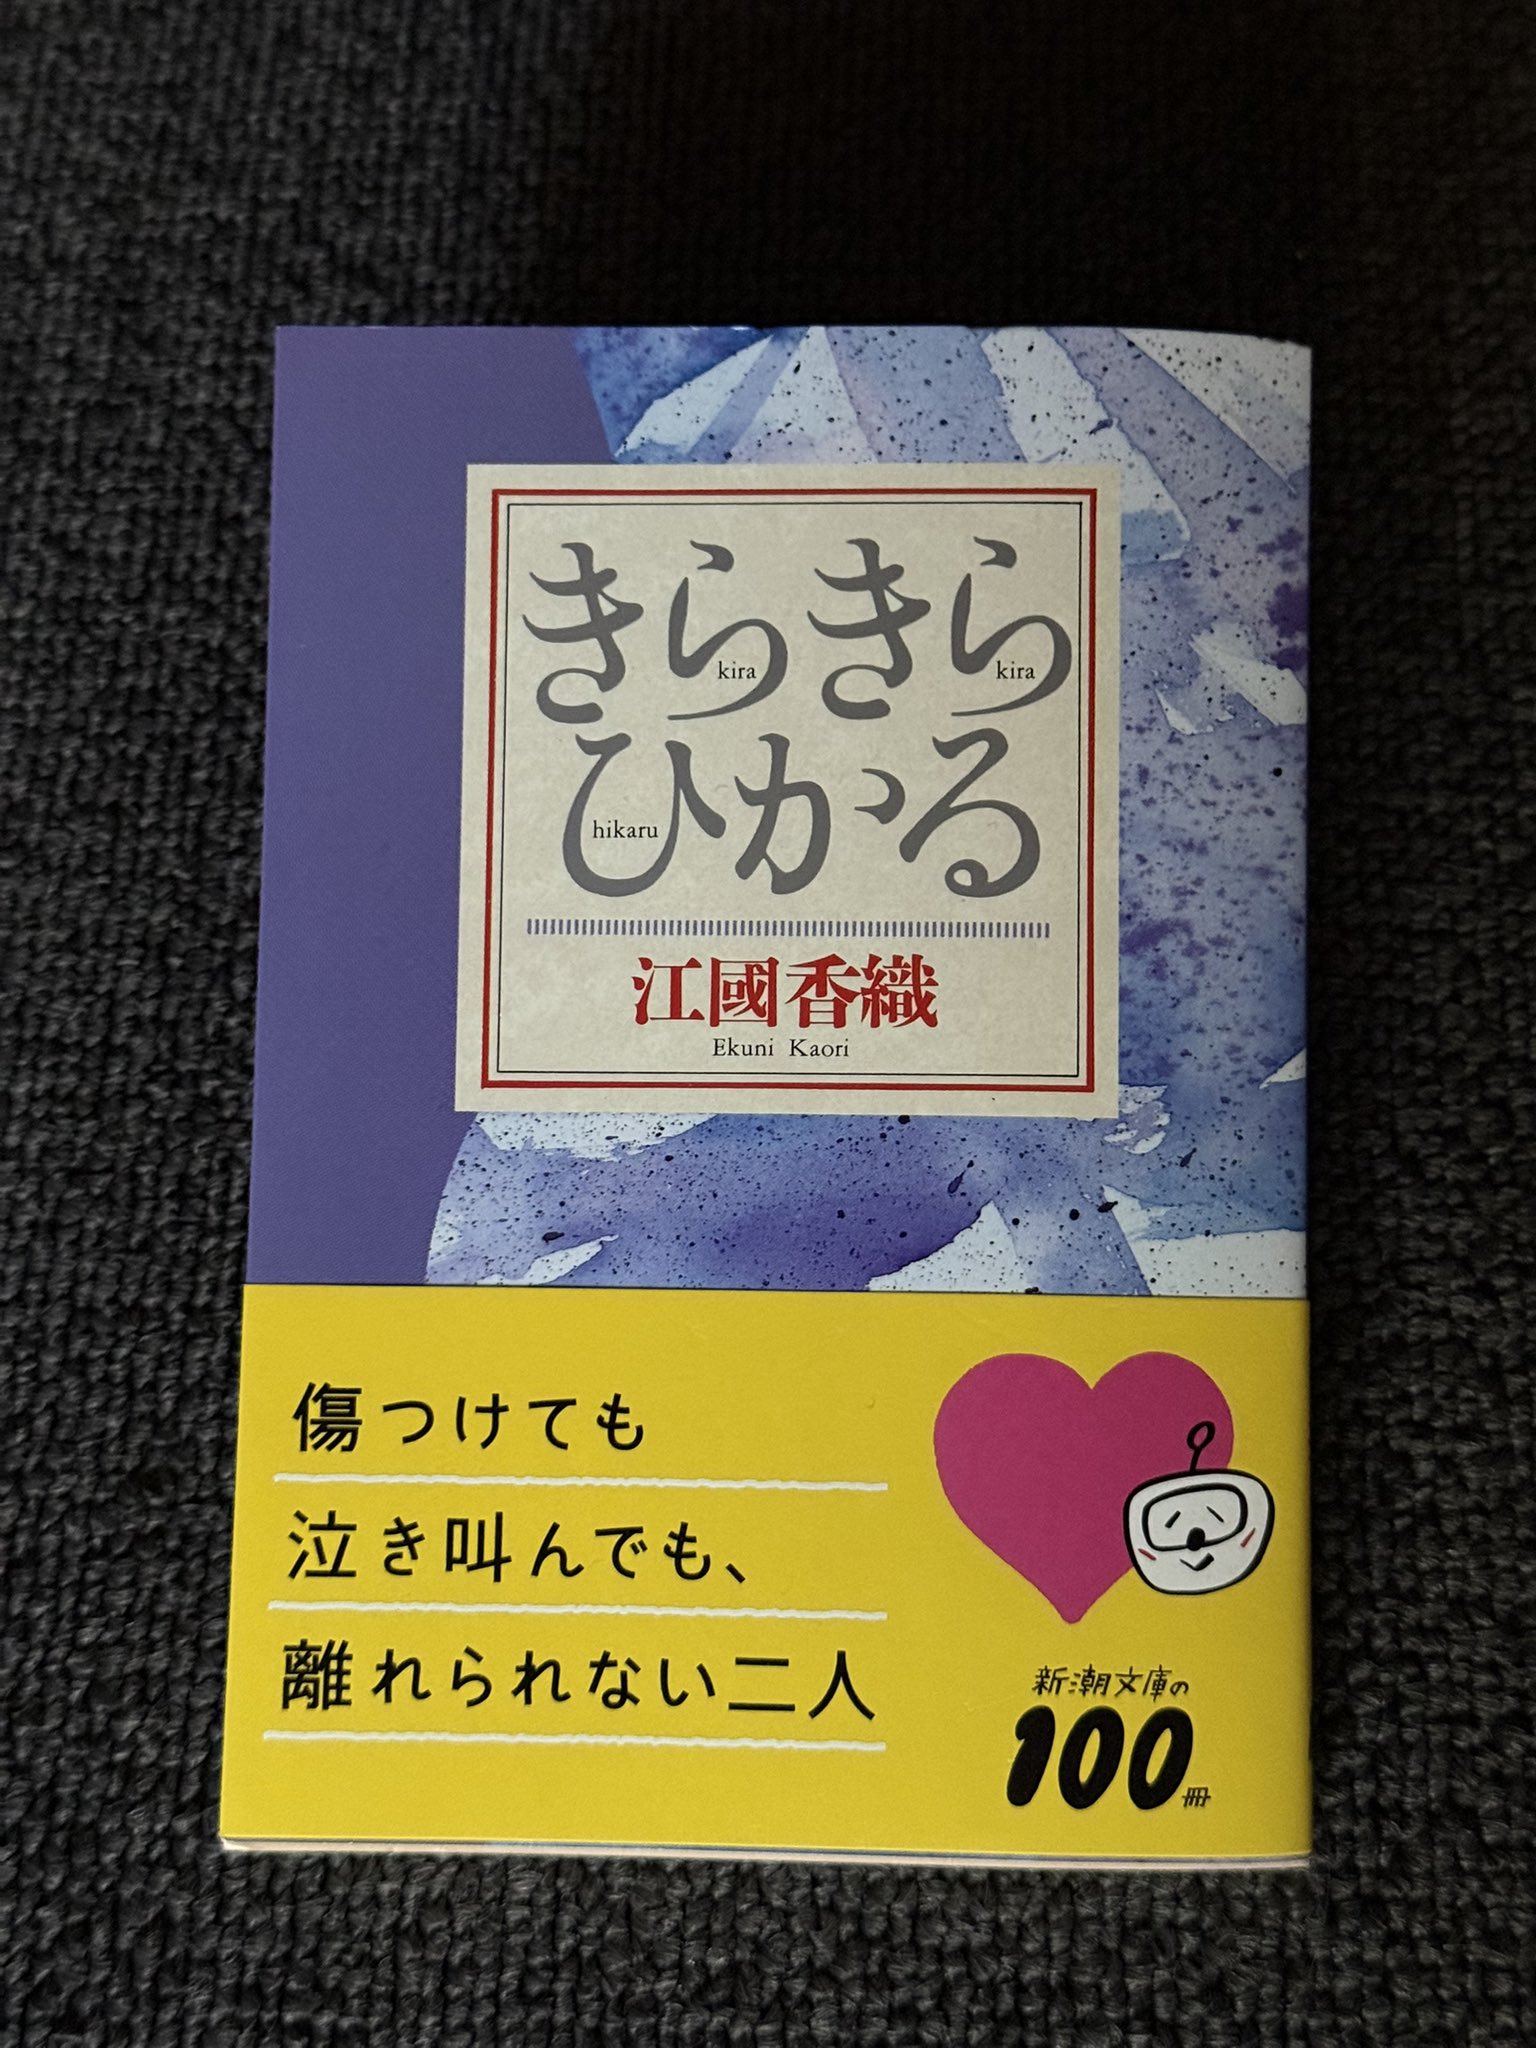 きらきら
kira kira
ひかる
hikaru
江國香織
Ekuni Kaori
傷つけても
泣き叫んでも、
離れられない二人
新潮文庫の
100冊